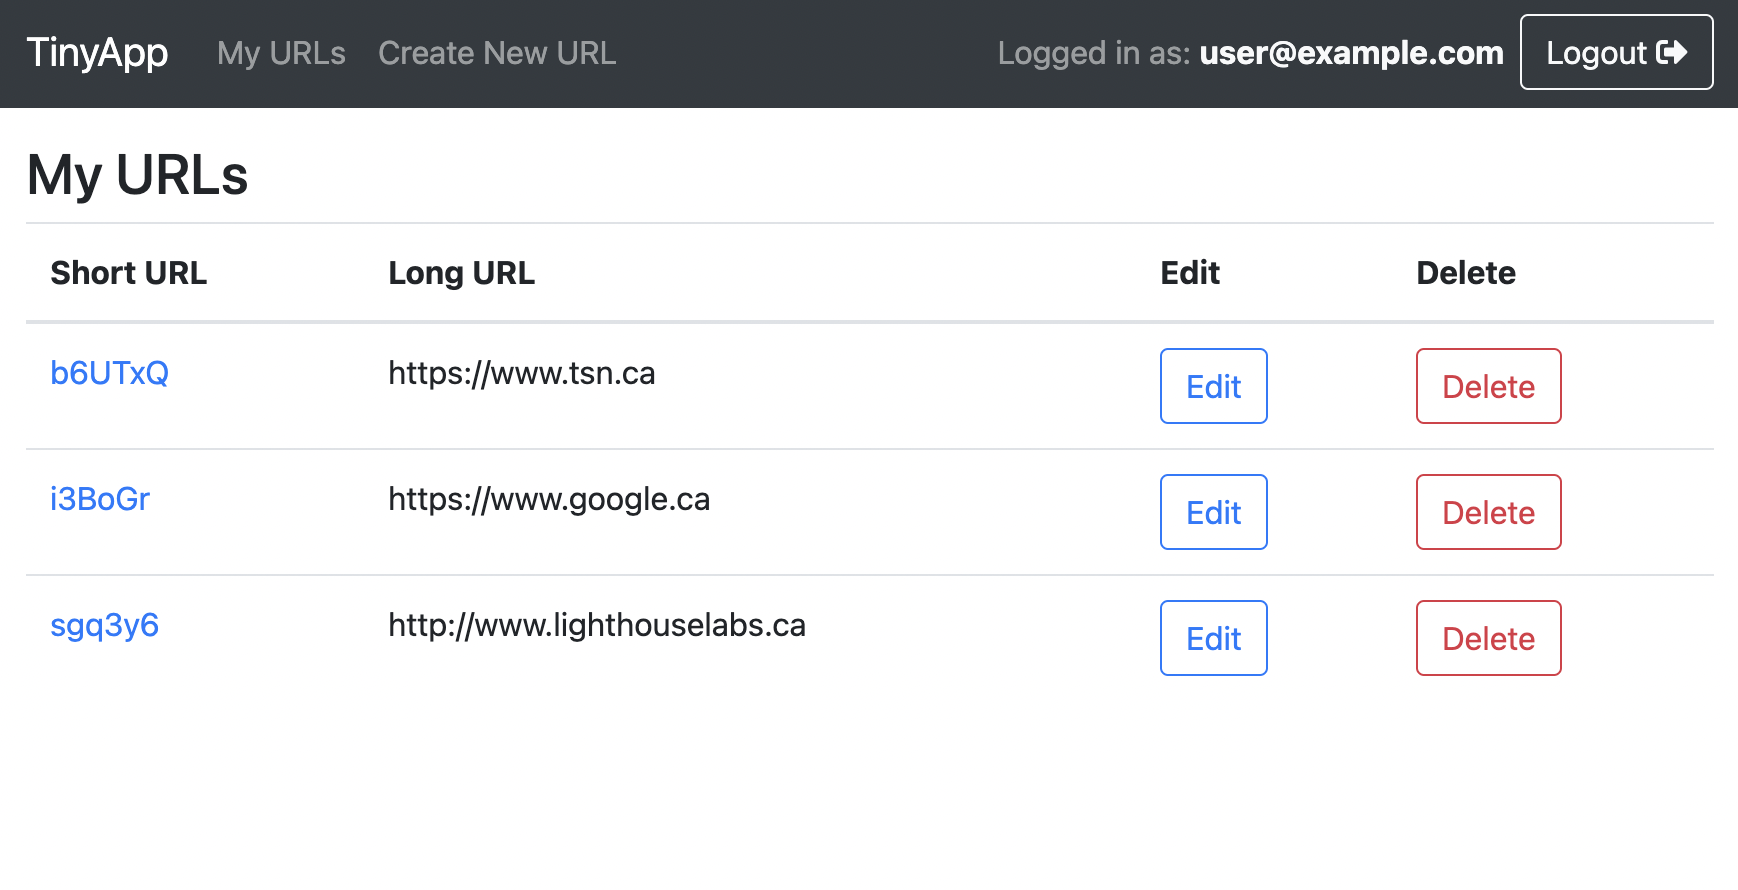 TinyApp My URLs Create New URL Logged in as: user@example.com Logout
My URLs
Short URL Long URL Edit Delete
b6UTxQ https://www.tsn.ca Edit Delete
i3BoGr https://www.google.ca Edit Delete
sgq3y6 http://www.lighthouselabs.ca Edit Delete